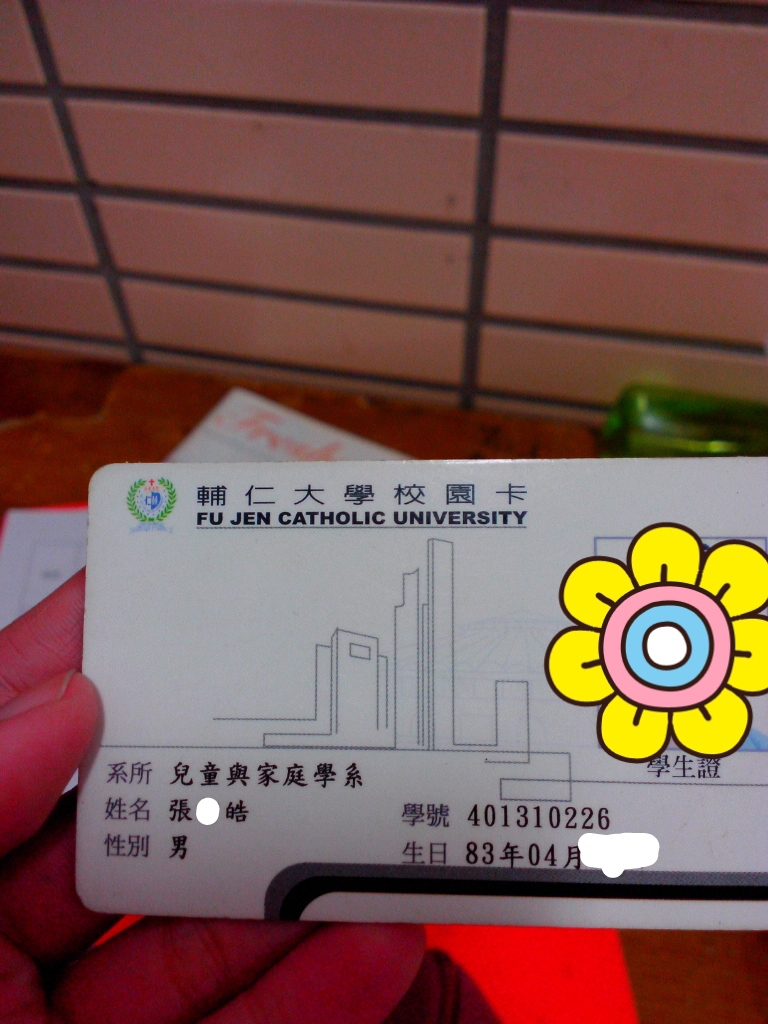 Fresh
輔仁大學校園卡
FU JEN CATHOLIC UNIVERSITY
學生證
系所 兒童與家庭學系
姓名 張 皓
學號 401310226
性別 男
生日 83年04月